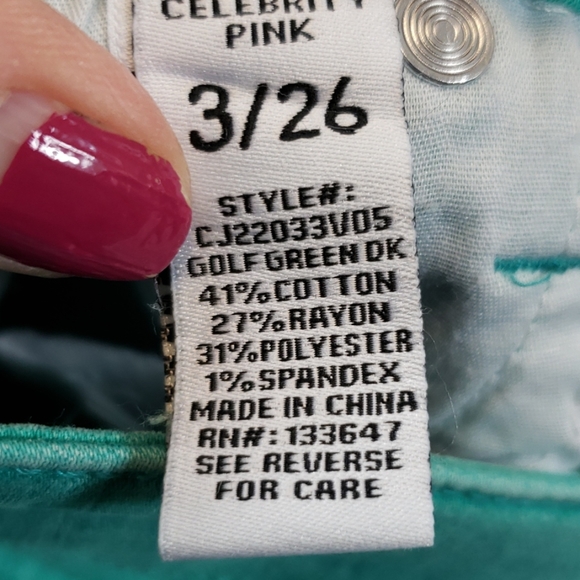 CELEBRITY
PINK
3/26
STYLE#:
CJ22033V05
GOLF GREEN DK
41% COTTON
27% RAYON
31% POLYESTER
1% SPANDEX
MADE IN CHINA
RN#: 133647
SEE REVERSE
FOR CARE